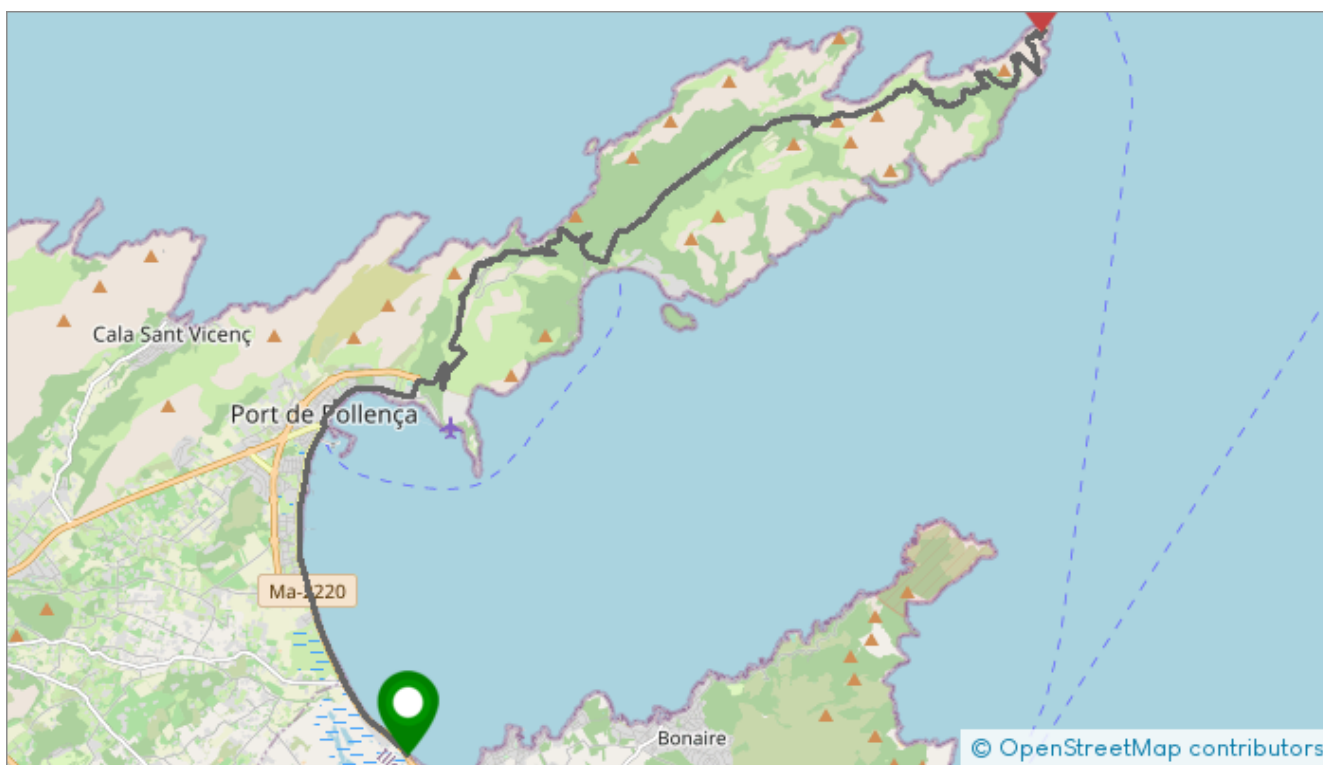 Cala Sant Vicenç
Port de Pollença
Ma-2220
Bonaire
© OpenStreetMap contributors